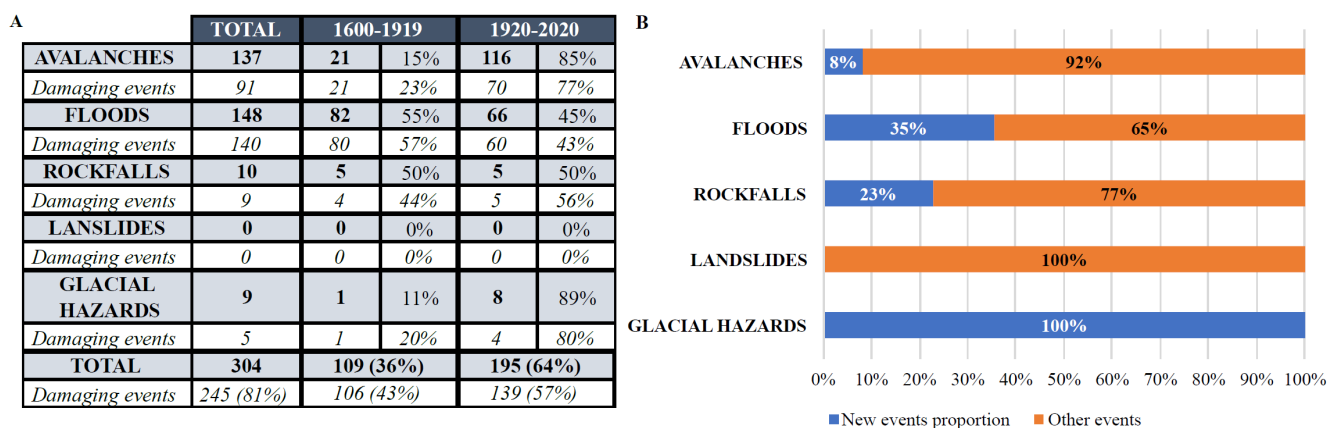 A
TOTAL 1600-1919 1920-2020
AVALANCHES 137 21 15% 116 85%
Damaging events 91 21 23% 70 77%
FLOODS 148 82 55% 66 45%
Damaging events 140 80 57% 60 43%
ROCKFALLS 10 5 50% 5 50%
Damaging events 9 4 44% 5 56%
LANSLIDES 0 0 0% 0 0%
Damaging events 0 0 0% 0 0%
GLACIAL
HAZARDS 9 1 11% 8 89%
Damaging events 5 1 20% 4 80%
TOTAL 304 109 (36%) 195 (64%)
Damaging events 245 (81%) 106 (43%) 139 (57%)
B
AVALANCHES 8% 92%
FLOODS 35% 65%
ROCKFALLS 23% 77%
LANDSLIDES 100%
GLACIAL HAZARDS 100%
0% 10% 20% 30% 40% 50% 60% 70% 80% 90% 100%
New events proportion Other events